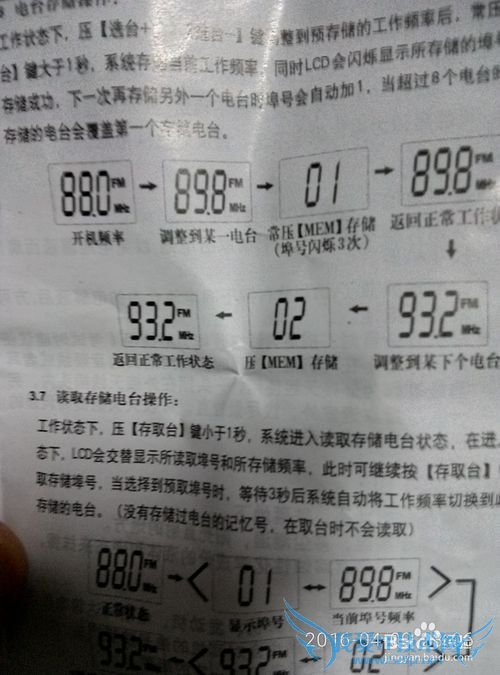 电台存储操作：
工作状态下，压【选台+
键调整到预存储的工作频率后，常压
台】键大于1秒，系统存储当前工作频率，同时LCD会闪烁显示所存储的埠
存储成功，下一次再存储另外一个电台时埠号会自动加1，当超过
个电台时
存储的电台会覆盖第一个存储电台。
88.0 FM MHz → 89.8 FM MHz → 01 → 89.8 FM MHz
开机频率 调整到某一电台 常压【MEM】存储 返回正常工作状
（埠号闪烁3次）
↓
93.2 FM MHz ← 02 ← 93.2 FM MHz
返回正常工作状态 压【MEM】存储 调整到某下个电台
3.7 读取存储电台操作：
工作状态下，压【存取台】键小于1秒，系统进入读取存储电台状态，在进
态下，LCD会交替显示所读取埠号和所存储频率，此时可继续按【存取台】
取存储埠号，当选择到预取埠号时，等待3秒后系统自动将工作频率切换到
存储的电台。（没有存储过电台的记忆号，在取台时不会读取）
88.0 FM MHz → < 01 ↔ 89.8 FM MHz >
正常状态 显示埠号 当前埠号频率
93.2 FM < 93.2 FM 02 >
jingyan.baidu.com